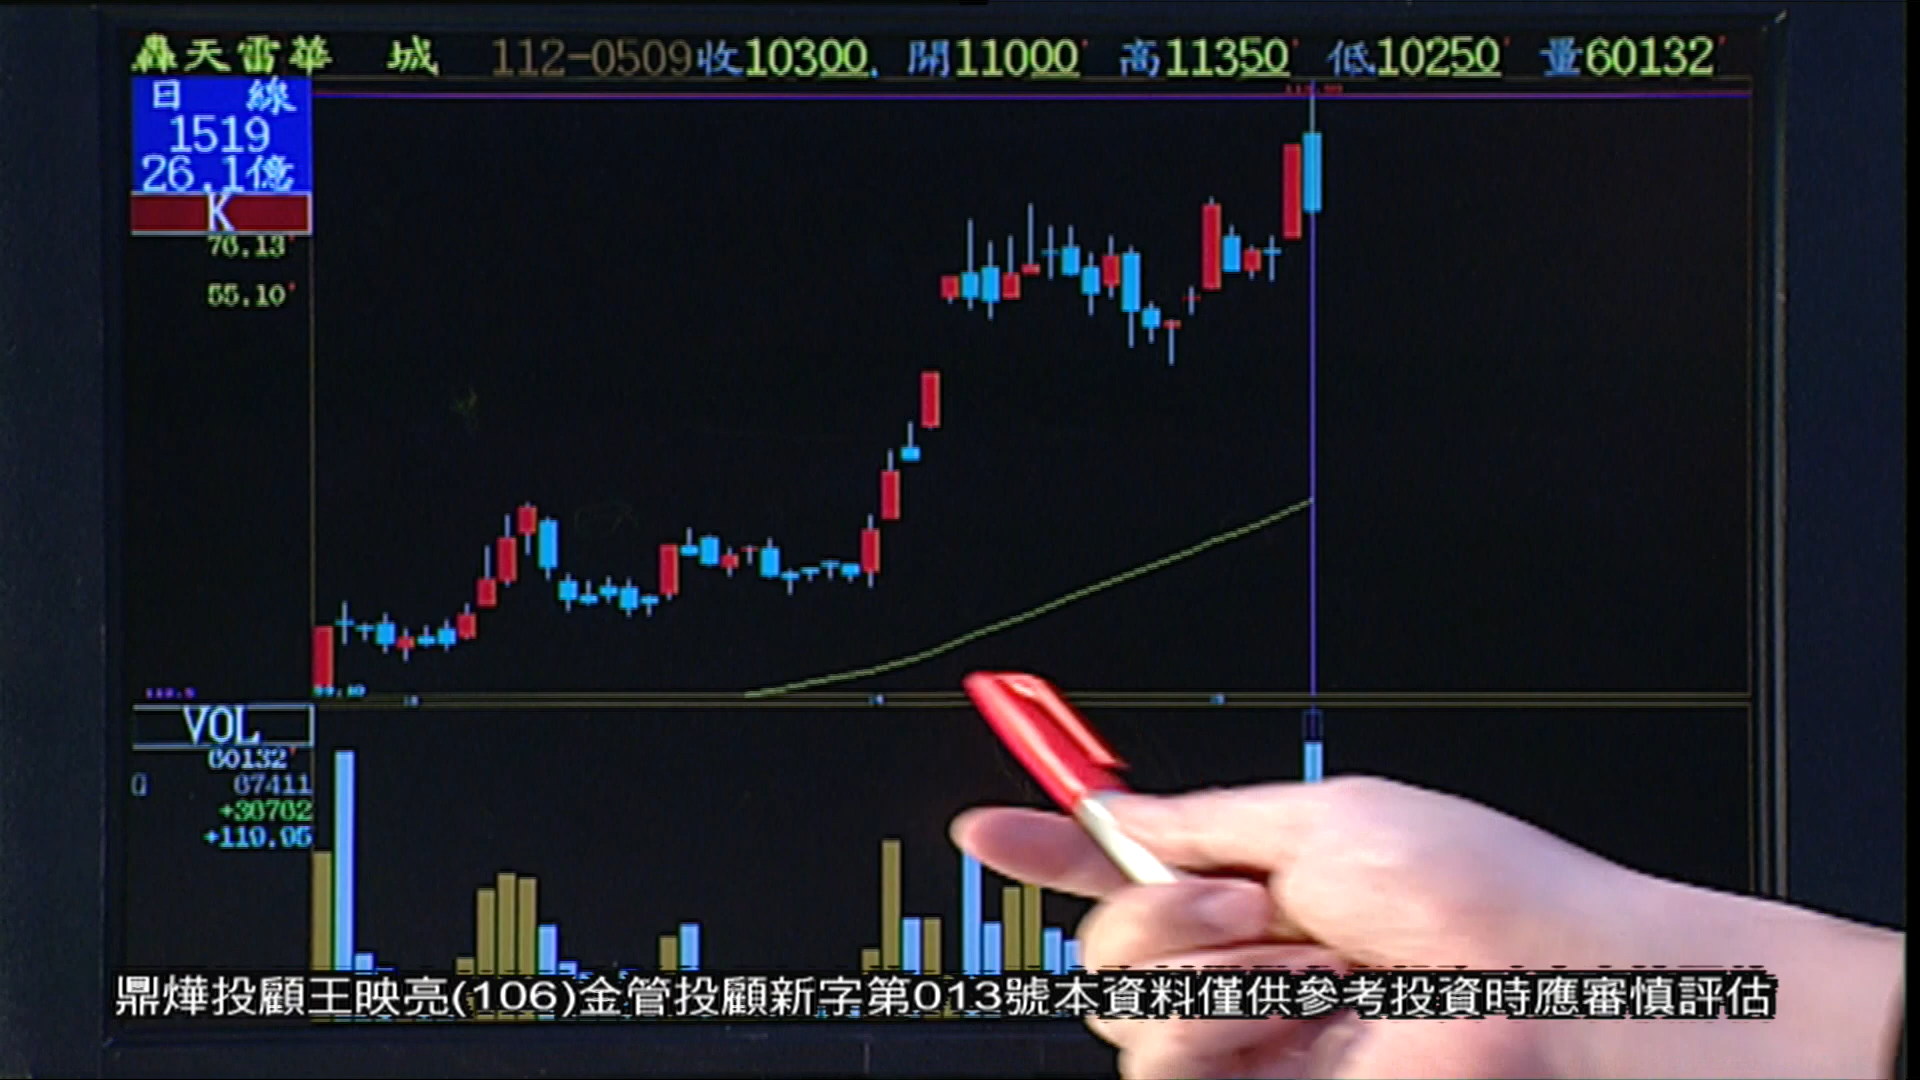 轟天雷華 城 112-0509收10300. 開11000 高11350 低10250 量60132
日 線
1519
26.1億
K
76.13
55.10
VOL
60132
Q 67411
+30702
+110.05
鼎燁投顧王映亮(106)金管投顧新字第013號本資料僅供參考投資時應審慎評估